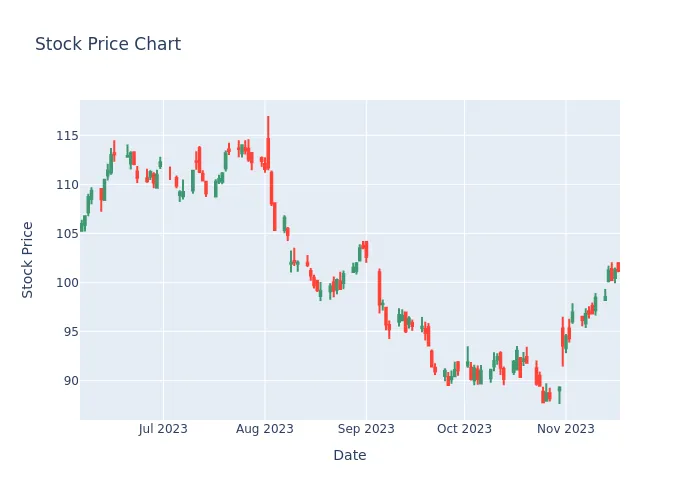 Stock Price Chart
115
110
105
100
95
90
Stock Price
Jul 2023
Aug 2023
Sep 2023
Oct 2023
Nov 2023
Date